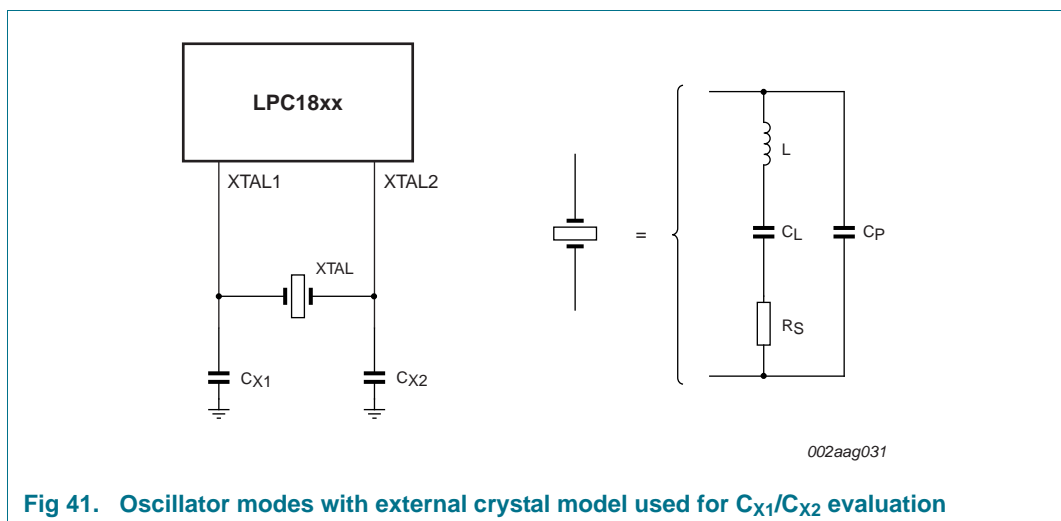 LPC18xx
XTAL1
XTAL2
XTAL
CX1
CX2
=
L
CL
CP
RS
002aag031
Fig 41. Oscillator modes with external crystal model used for CX1/CX2 evaluation